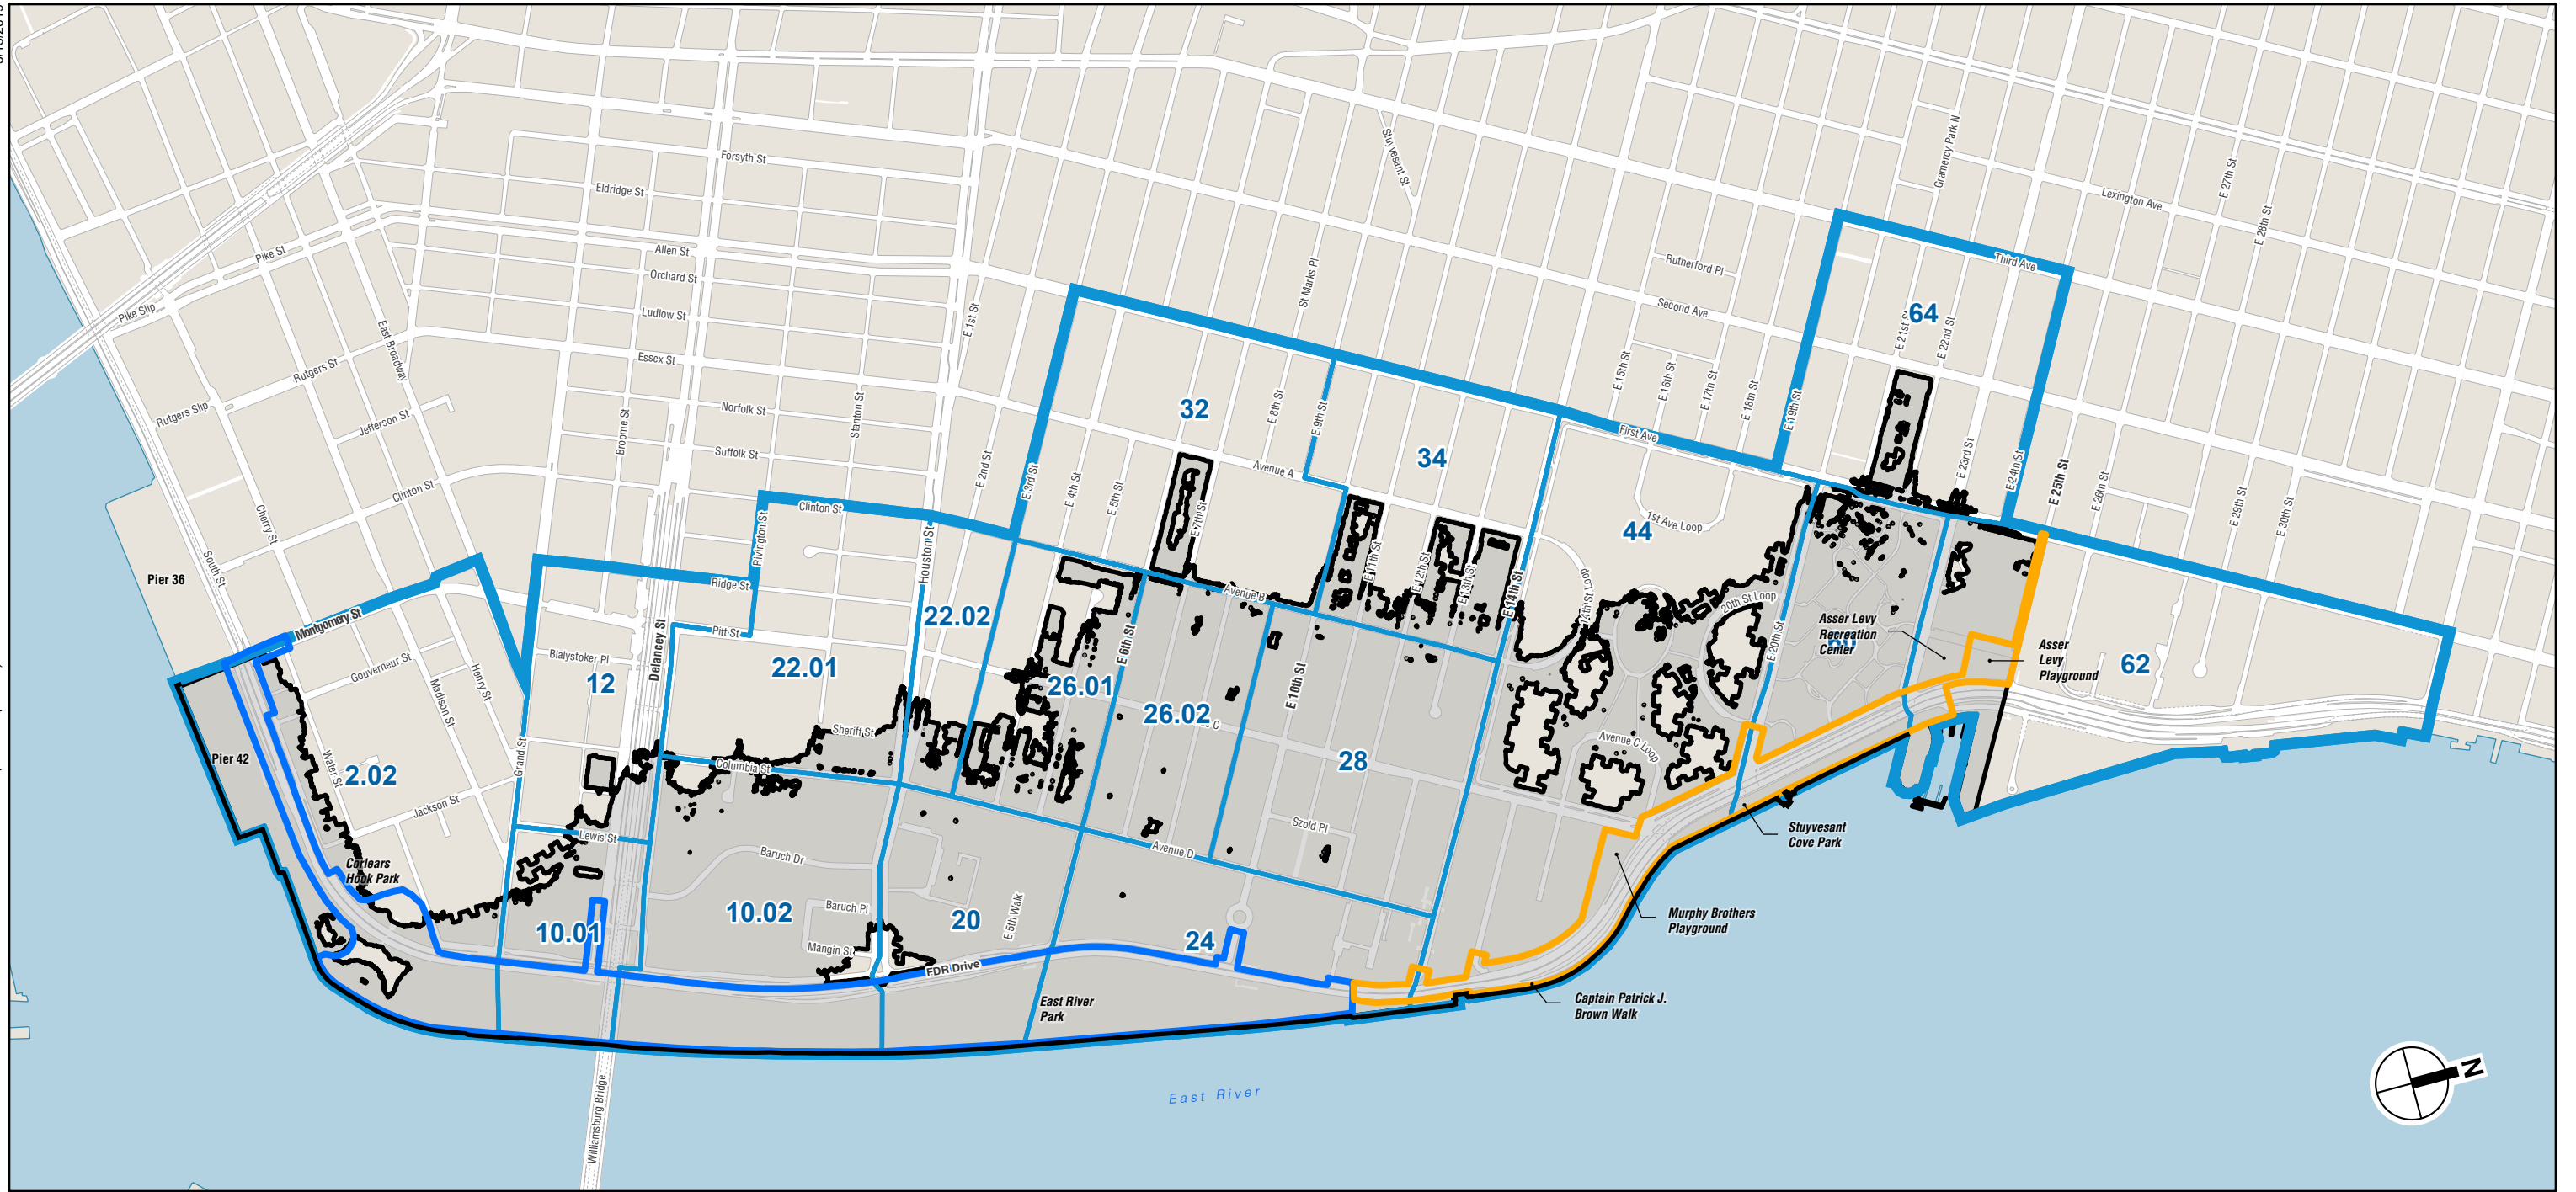 Forsyth St
Eldridge St
Pike St
Allen St
Orchard St
Ludlow St
Essex St
Norfolk St
Suffolk St
Pike Slip
Rutgers St
Rutgers Slip
East Broadway
Jefferson St
Clinton St
Cherry St
South St
Broome St
Stanton St
Rivington St
Clinton St
Ridge St
Pitt St
Delancey St
Houston St
E 1st St
E 2nd St
E 3rd St
E 4th St
E 5th St
E 6th St
E 7th St
E 8th St
E 9th St
E 10th St
E 11th St
E 12th St
E 13th St
E 14th St
St Marks Pl
Stuyvesant St
Rutherford Pl
Second Ave
First Ave
Third Ave
Lexington Ave
Gramercy Park N
E 15th St
E 16th St
E 17th St
E 18th St
E 19th St
E 20th St
E 21st S
E 22nd St
E 23rd St
E 24th St
E 25th St
E 26th St
E 27th St
E 28th St
E 29th St
E 30th St
Avenue A
Avenue B
Avenue D
1st Ave Loop
14th St Loop
20th St Loop
Avenue C Loop
Szold Pl
Pier 36
Pier 42
Montgomery St
Gouverneur St
Madison St
Henry St
Water St
Jackson St
Grand St
Bialystoker Pl
Lewis St
Sheriff St
Columbia St
Baruch Dr
Baruch Pl
Mangin St
E 5th Walk
FDR Drive
Williamsburg Bridge
Corlears
Hook Park
East River
Park
Captain Patrick J.
Brown Walk
Murphy Brothers
Playground
Stuyvesant
Cove Park
Asser Levy
Recreation
Center
Asser
Levy
Playground
East River
2.02
10.01
10.02
12
20
22.01
22.02
24
26.01
26.02
28
32
34
44
60
62
64
N